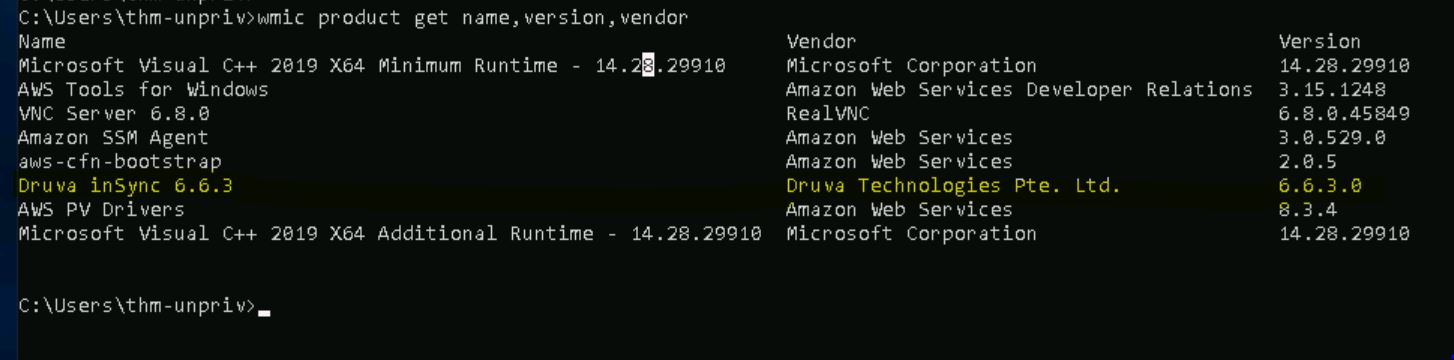 C:\Users\thm-unpriv>wmic product get name,version,vendor
Name Vendor Version
Microsoft Visual C++ 2019 X64 Minimum Runtime - 14.28.29910 Microsoft Corporation 14.28.29910
AWS Tools for Windows Amazon Web Services Developer Relations 3.15.1248
VNC Server 6.8.0 RealVNC 6.8.0.45849
Amazon SSM Agent Amazon Web Services 3.0.529.0
aws-cfn-bootstrap Amazon Web Services 2.0.5
Druva inSync 6.6.3 Druva Technologies Pte. Ltd. 6.6.3.0
AWS PV Drivers Amazon Web Services 8.3.4
Microsoft Visual C++ 2019 X64 Additional Runtime - 14.28.29910 Microsoft Corporation 14.28.29910
C:\Users\thm-unpriv>